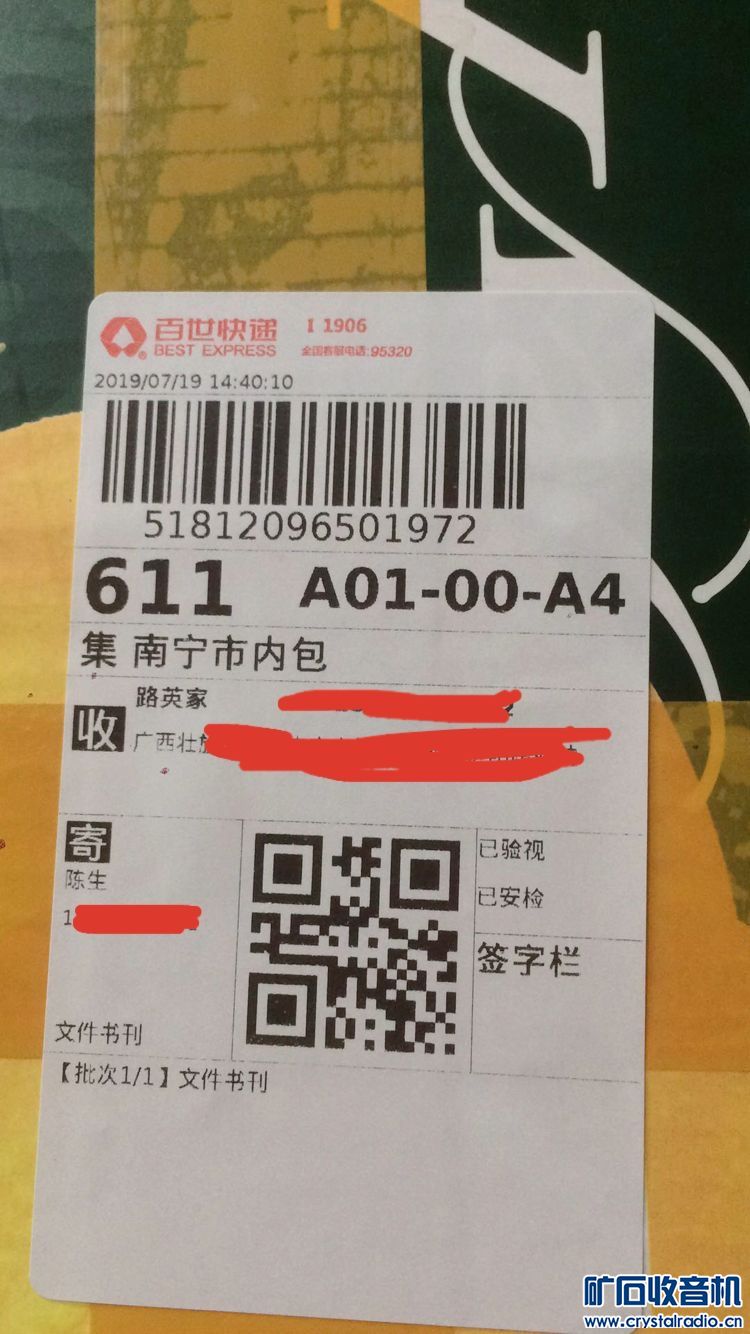 百世快递 I 1906
BEST EXPRESS 全国客服电话:95320
2019/07/19 14:40:10
51812096501972
611 A01-00-A4
集 南宁市内包
收 路英家
广西壮
寄
陈生
1
已验视
已安检
签字栏
文件书刊
【批次1/1】文件书刊
矿石收音机
www.crystalradio.cn